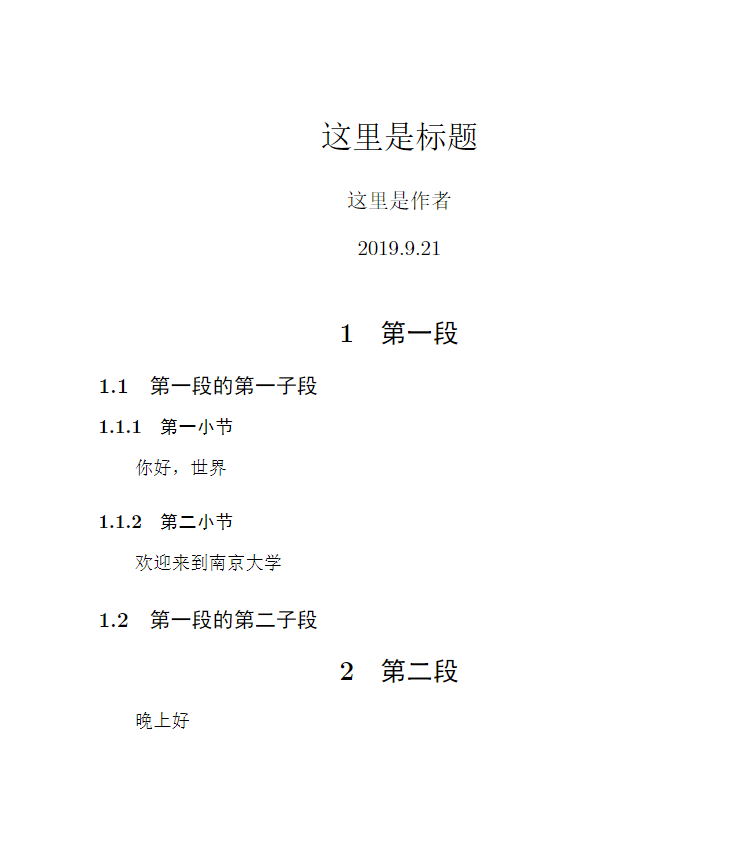 这里是标题
这里是作者
2019.9.21
1 第一段
1.1 第一段的第一子段
1.1.1 第一小节
你好，世界
1.1.2 第二小节
欢迎来到南京大学
1.2 第一段的第二子段
2 第二段
晚上好